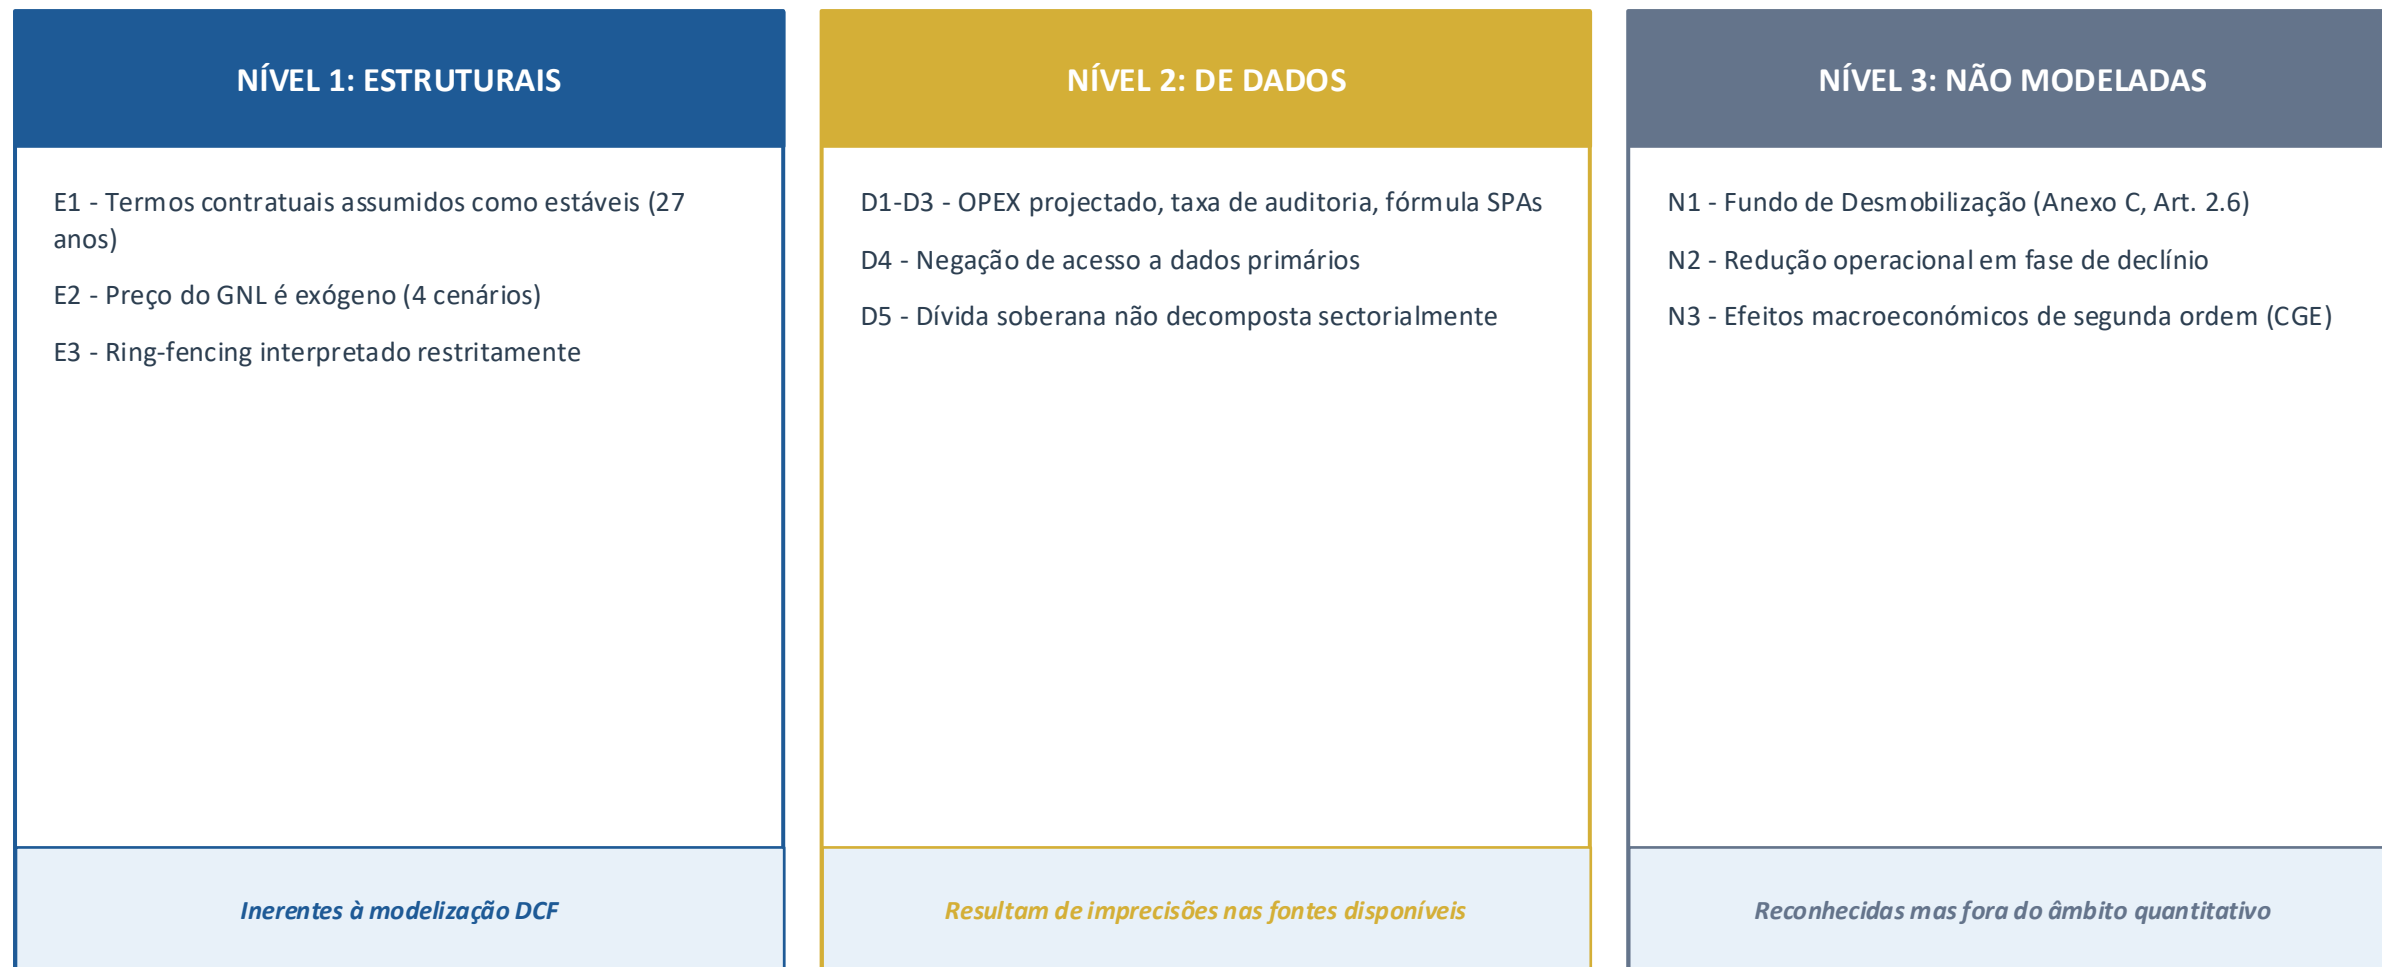 NÍVEL 1: ESTRUTURAIS
E1 - Termos contratuais assumidos como estáveis (27
anos)
E2 - Preço do GNL é exógeno (4 cenários)
E3 - Ring-fencing interpretado restritamente
Inerentes à modelização DCF
NÍVEL 2: DE DADOS
D1-D3 - OPEX projectado, taxa de auditoria, fórmula SPAs
D4 - Negação de acesso a dados primários
D5 - Dívida soberana não decomposta sectorialmente
Resultam de imprecisões nas fontes disponíveis
NÍVEL 3: NÃO MODELADAS
N1 - Fundo de Desmobilização (Anexo C, Art. 2.6)
N2 - Redução operacional em fase de declínio
N3 - Efeitos macroeconómicos de segunda ordem (CGE)
Reconhecidas mas fora do âmbito quantitativo